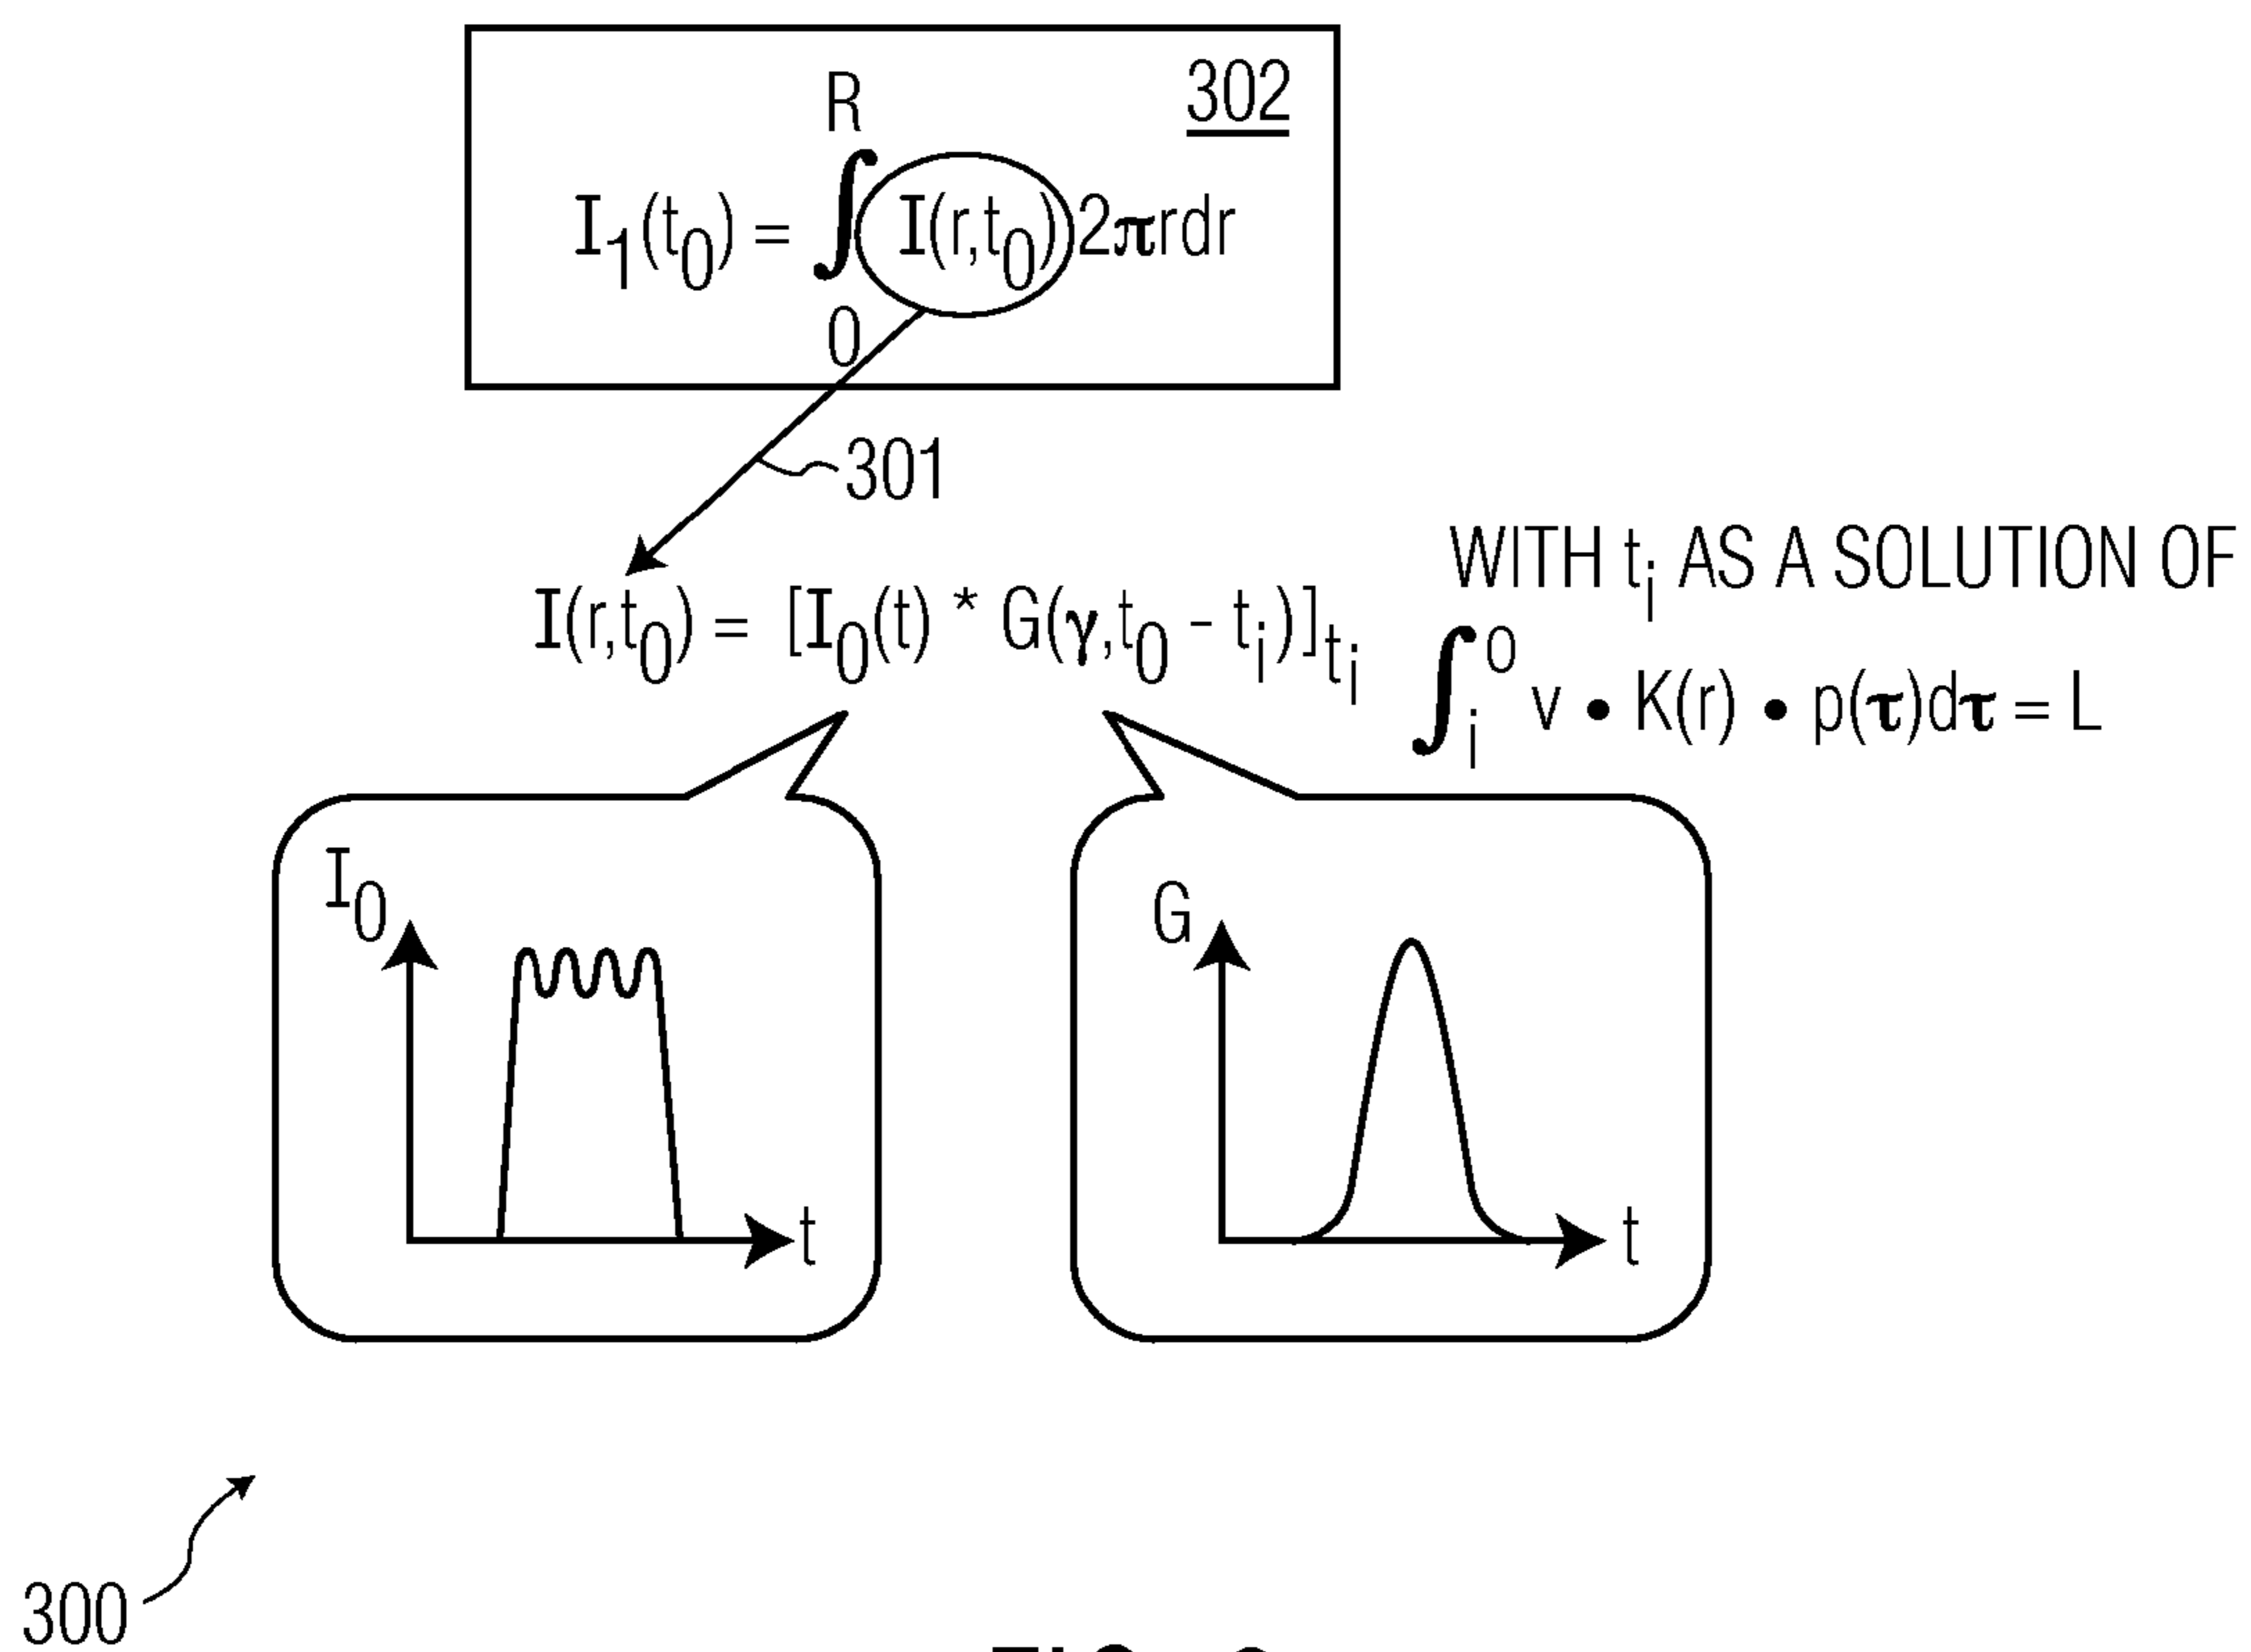 302
I₁(t₀) = ∫₀ᴿ I(r,t₀) 2πrdr
301
WITH tᵢ AS A SOLUTION OF
I(r,t₀) = [I₀(t) * G(γ,t₀ - tᵢ)]tᵢ
∫ᵢ⁰ v • K(r) • p(τ)dτ = L
I₀
t
G
t
300